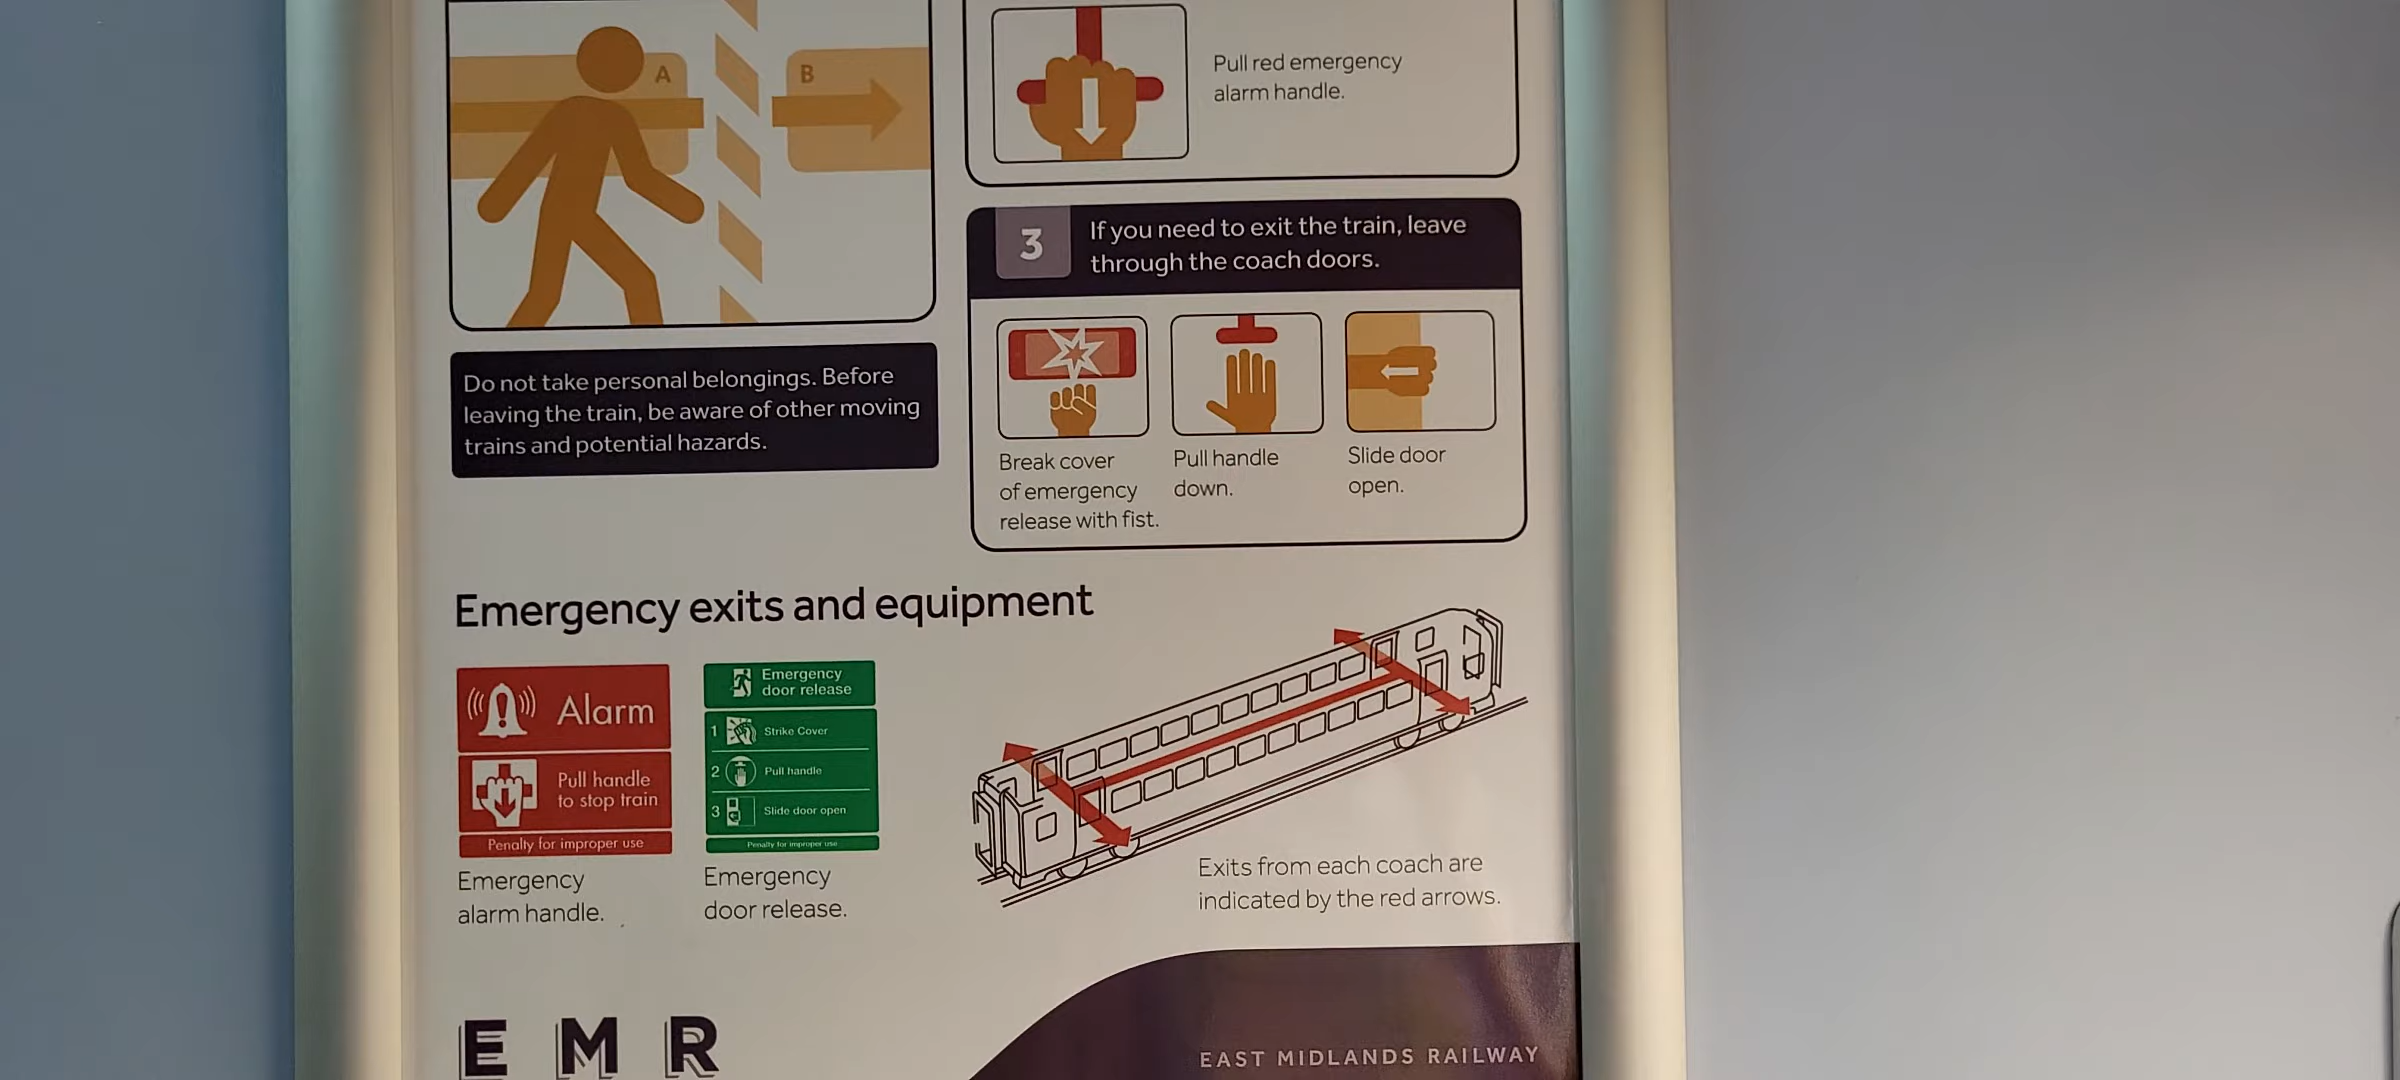 A
B
Pull red emergency
alarm handle.
Do not take personal belongings. Before
leaving the train, be aware of other moving
trains and potential hazards.
3
If you need to exit the train, leave
through the coach doors.
Break cover
of emergency
release with fist.
Pull handle
down.
Slide door
open.
Emergency exits and equipment
Alarm
Pull handle
to stop train
Penalty for improper use
Emergency
alarm handle.
Emergency
door release
1 Strike Cover
2 Pull handle
3 Slide door open
Penalty for improper use
Emergency
door release.
Exits from each coach are
indicated by the red arrows.
EMR
EAST MIDLANDS RAILWAY